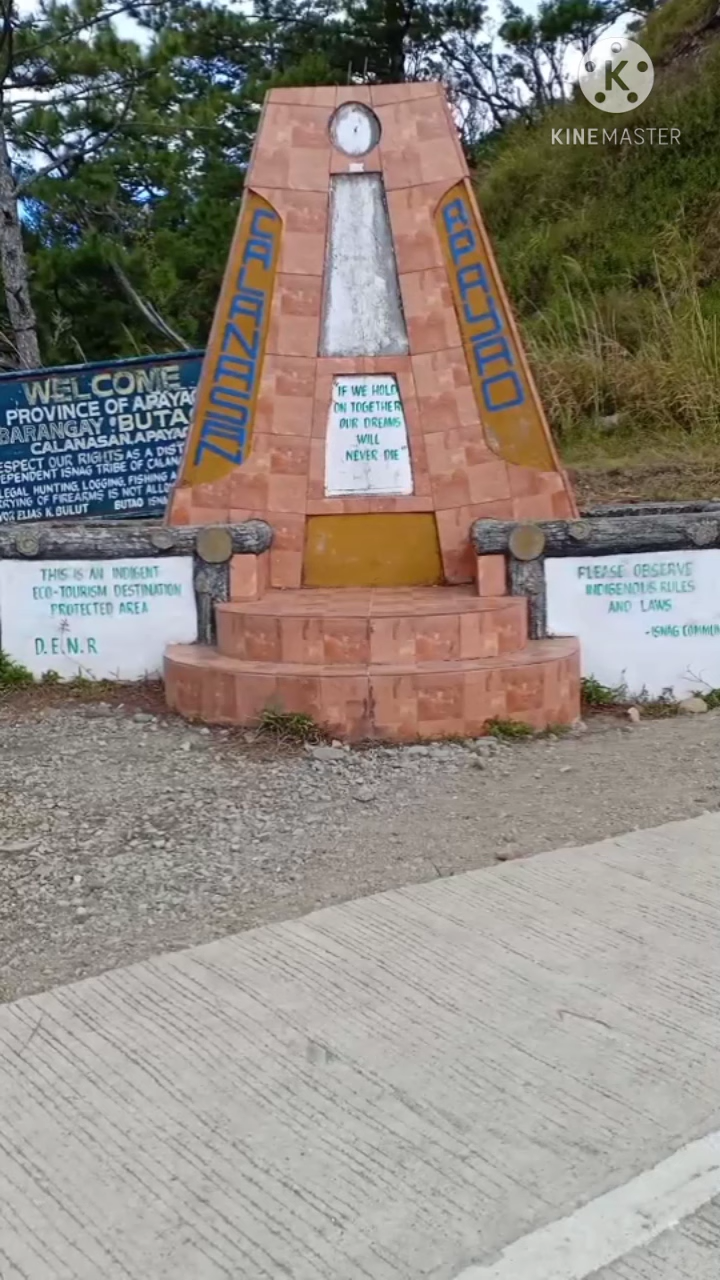 KINEMASTER
CALANASAN
APAYAO
"IF WE HOLD
ON TOGETHER
OUR DREAMS
WILL
NEVER DIE"
WELCOME
PROVINCE OF APAYAO
BARANGAY "BUTAO
CALANASAN, APAYAO
RESPECT OUR RIGHTS AS A
ISNAG TRIBE OF
LEGAL HUNTING, LOGGING, FISHING
OF FIREARMS IS NOT
ELIAS K. BULUT BUTAO
THIS IS AN INDIGENT
ECO-TOURISM DESTINATION
PROTECTED AREA
D.E.N.R
PLEASE OBSERVE
INDIGENOUS RULES
AND LAWS
-ISNAG